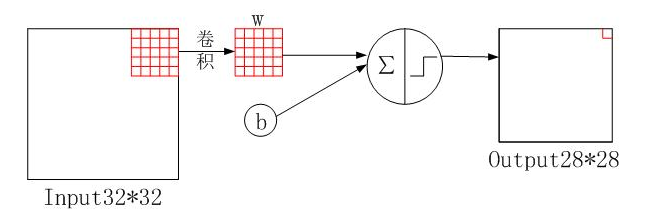 w
卷
积
Σ
b
Input32*32
Output28*28